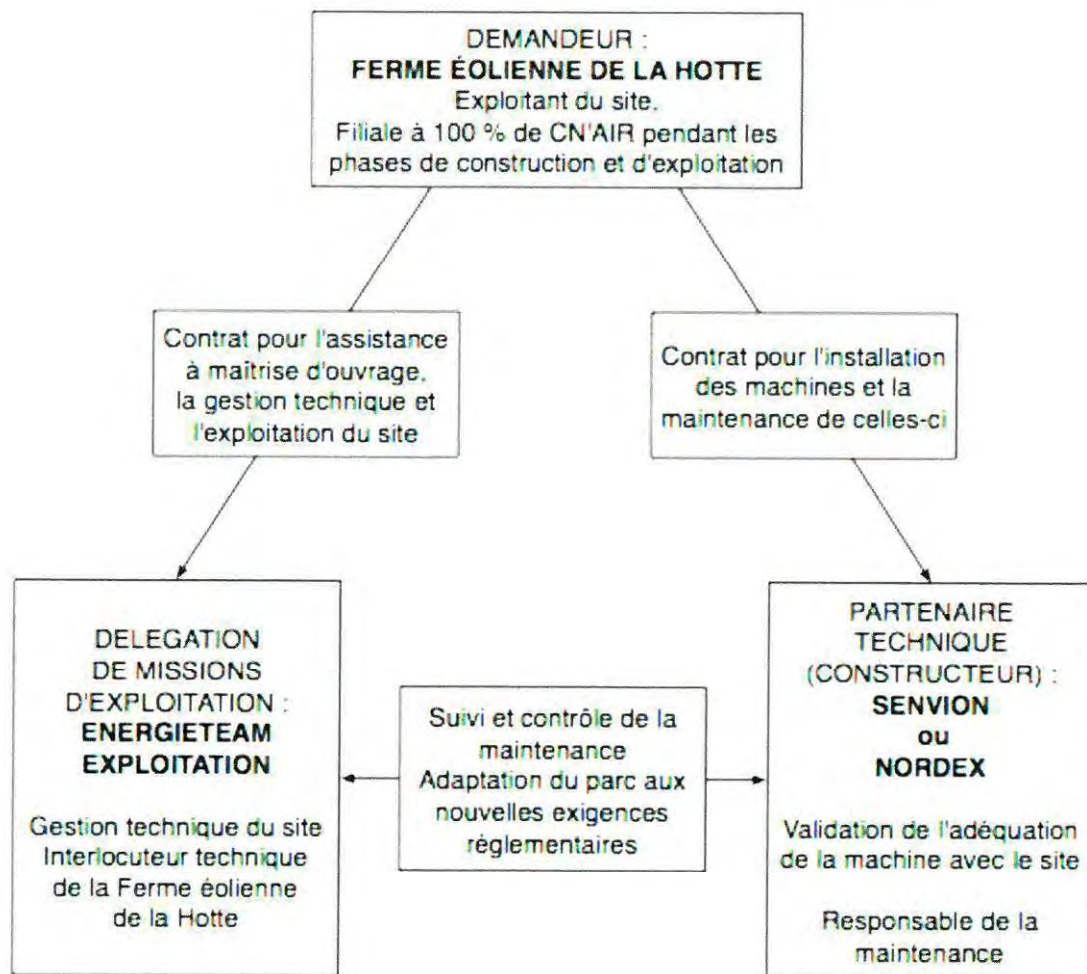 DEMANDEUR :
FERME ÉOLIENNE DE LA HOTTE
Exploitant du site.
Filiale à 100 % de CN'AIR pendant les
phases de construction et d'exploitation
Contrat pour l'assistance
à maîtrise d'ouvrage,
la gestion technique et
l'exploitation du site
Contrat pour l'installation
des machines et la
maintenance de celles-ci
DELEGATION
DE MISSIONS
D'EXPLOITATION :
ENERGIETEAM
EXPLOITATION
Gestion technique du site
Interlocuteur technique
de la Ferme éolienne
de la Hotte
Suivi et contrôle de la
maintenance
Adaptation du parc aux
nouvelles exigences
règlementaires
PARTENAIRE
TECHNIQUE
(CONSTRUCTEUR) :
SENVION
ou
NORDEX
Validation de l'adéquation
de la machine avec le site
Responsable de la
maintenance